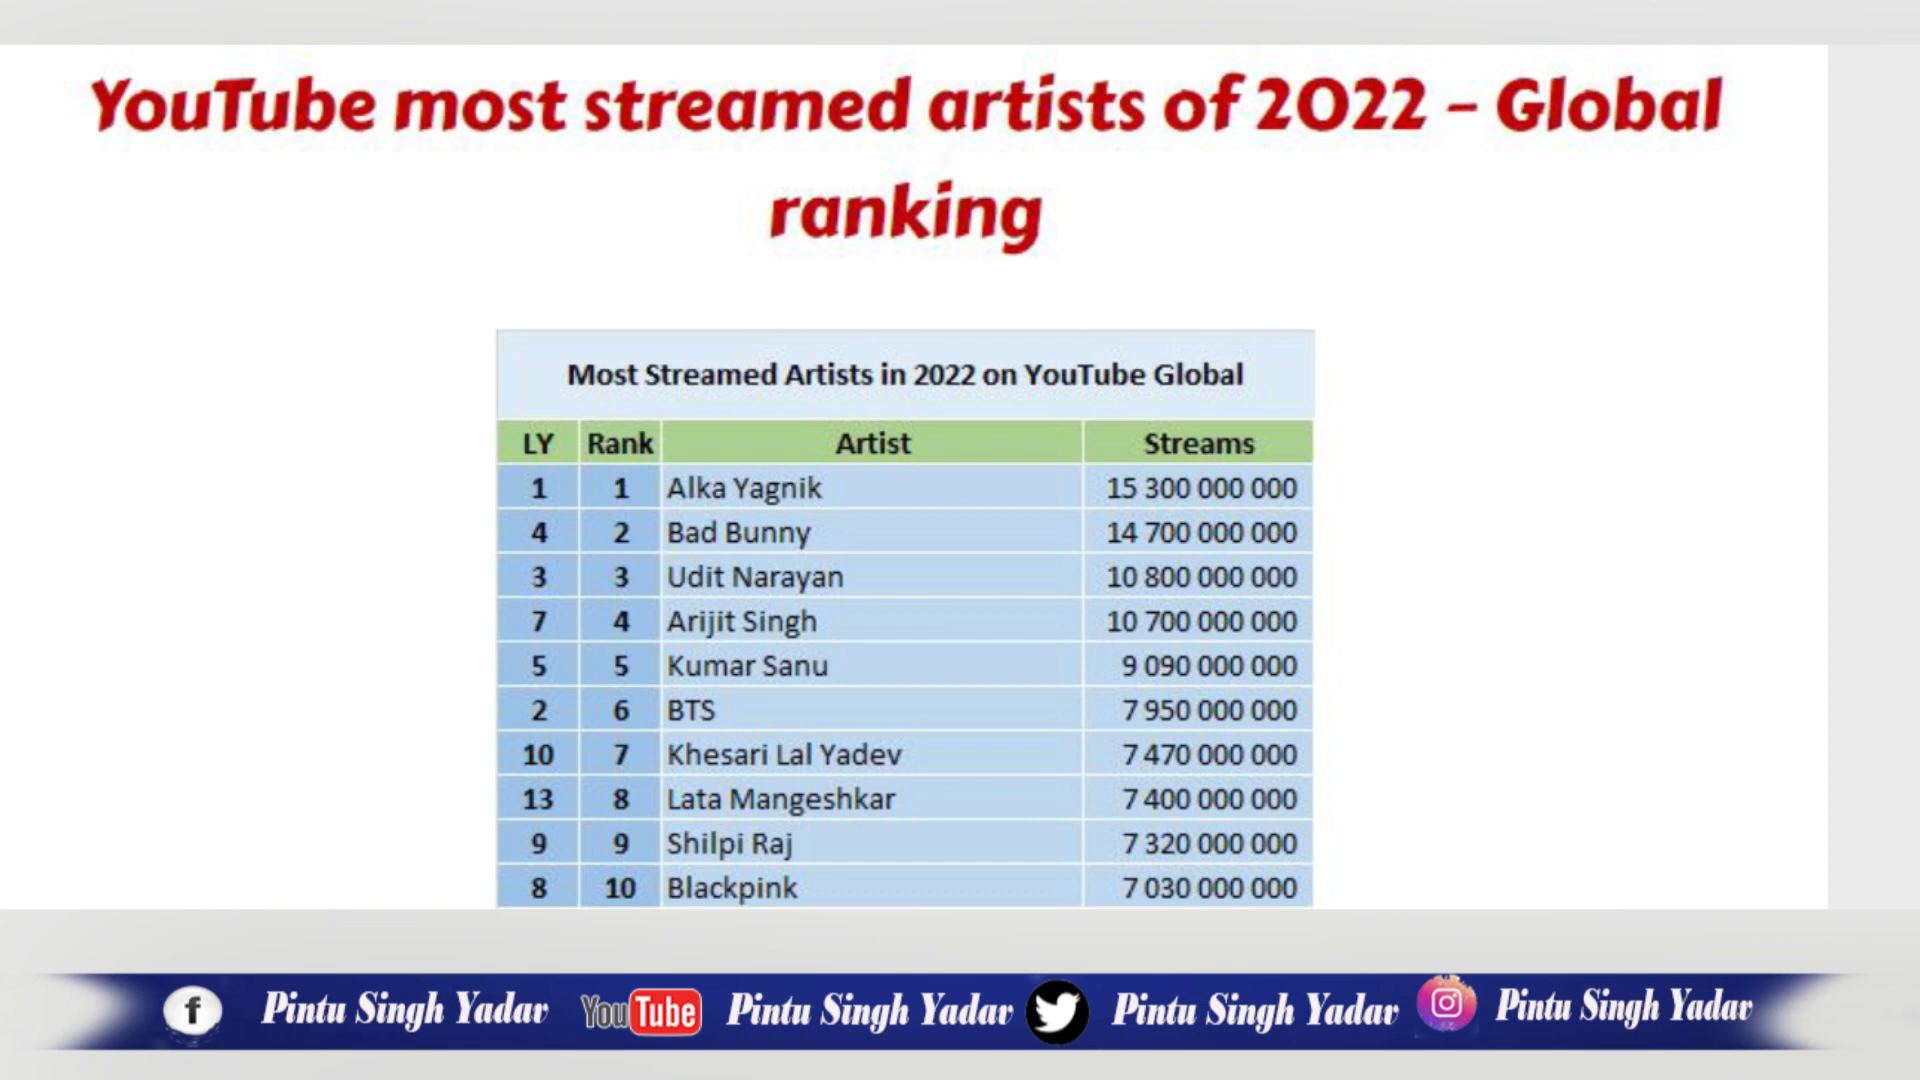 YouTube most streamed artists of 2022 – Global
ranking
Most Streamed Artists in 2022 on YouTube Global
LY Rank Artist Streams
1 1 Alka Yagnik 15 300 000 000
4 2 Bad Bunny 14 700 000 000
3 3 Udit Narayan 10 800 000 000
7 4 Arijit Singh 10 700 000 000
5 5 Kumar Sanu 9 090 000 000
2 6 BTS 7 950 000 000
10 7 Khesari Lal Yadev 7 470 000 000
13 8 Lata Mangeshkar 7 400 000 000
9 9 Shilpi Raj 7 320 000 000
8 10 Blackpink 7 030 000 000
f Pintu Singh Yadav YouTube Pintu Singh Yadav Pintu Singh Yadav Pintu Singh Yadav